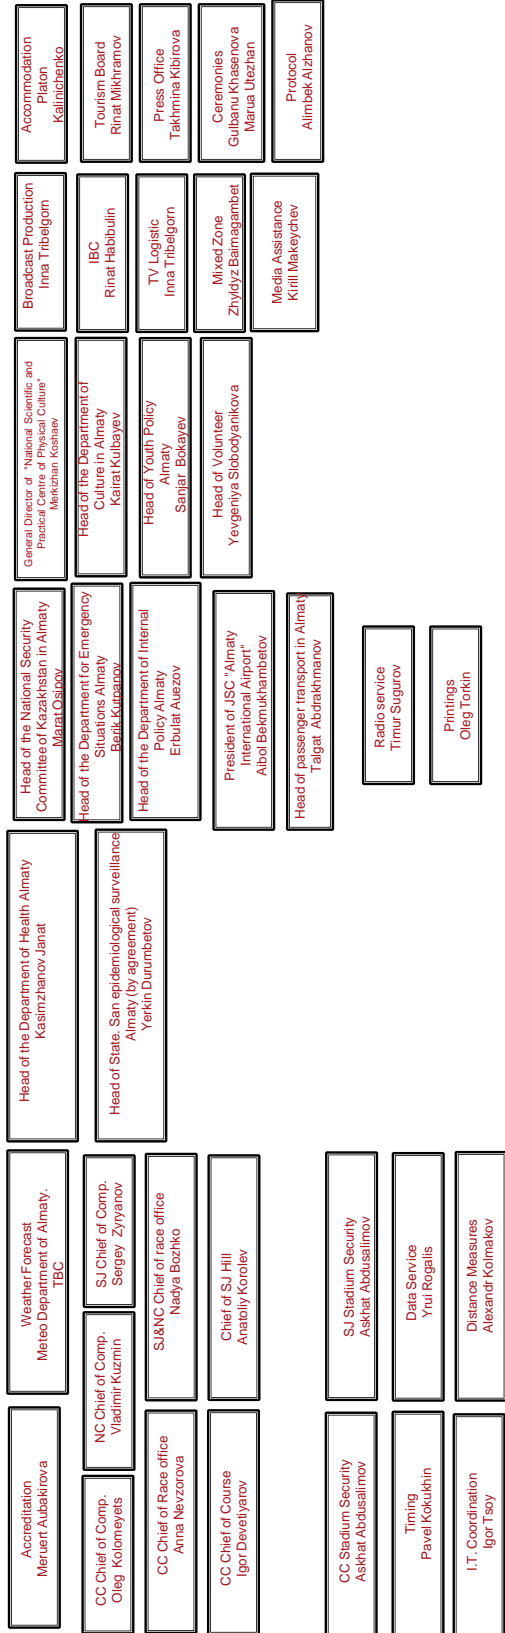 Accreditation
Meruert Aubakirova
Weather Forecast
Meteo Department of Almaty.
TBC
Head of the Department of Health Almaty
Kasimzhanov Janat
Head of the National Security
Committee of Kazakhstan in Almaty
Marat Osipov
General Director of "National Scientific and
Practical Centre of Physical Culture"
Merkizhan Koshaev
Broadcast Production
Inna Tribelgorn
Accommodation
Platon
Kalinichenko
CC Chief of Comp.
Oleg Kolomeyets
NC Chief of Comp.
Vladimir Kuzmin
SJ Chief of Comp.
Sergey Zyryanov
Head of State. San epidemiological surveillance
Almaty (by agreement)
Yerkin Durumbetov
Head of the Department for Emergency
Situations Almaty
Berik Kutpanov
Head of the Department of
Culture in Almaty
Kairat Kulbayev
IBC
Rinat Habibulin
Tourism Board
Rinat Mikhramov
CC Chief of Race office
Anna Nevzorova
SJ&NC Chief of race office
Nadya Bozhko
Head of the Department of Internal
Policy Almaty
Erbulat Auezov
Head of Youth Policy
Almaty
Sanjar Bokayev
TV Logistic
Inna Tribelgorn
Press Office
Takhmina Kibirova
CC Chief of Course
Igor Devetiyarov
Chief of SJ Hill
Anatoliy Korolev
President of JSC "Almaty
International Airport"
Aibol Bekmukhambetov
Head of Volunteer
Yevgeniya Slobodyanikova
Mixed Zone
Zhyldyz Baimagambet
Ceremonies
Gulbanu Khasenova
Marua Utezhan
Head of passenger transport in Almaty
Talgat Abdrakhmanov
Media Assistance
Kirill Makeychev
Protocol
Alimbek Alzhanov
CC Stadium Security
Askhat Abdusalimov
SJ Stadium Security
Askhat Abdusalimov
Radio service
Timur Sugurov
Timing
Pavel Kokukhin
Data Service
Yrui Rogalis
Printings
Oleg Torkin
I.T. Coordination
Igor Tsoy
Distance Measures
Alexandr Kolmakov